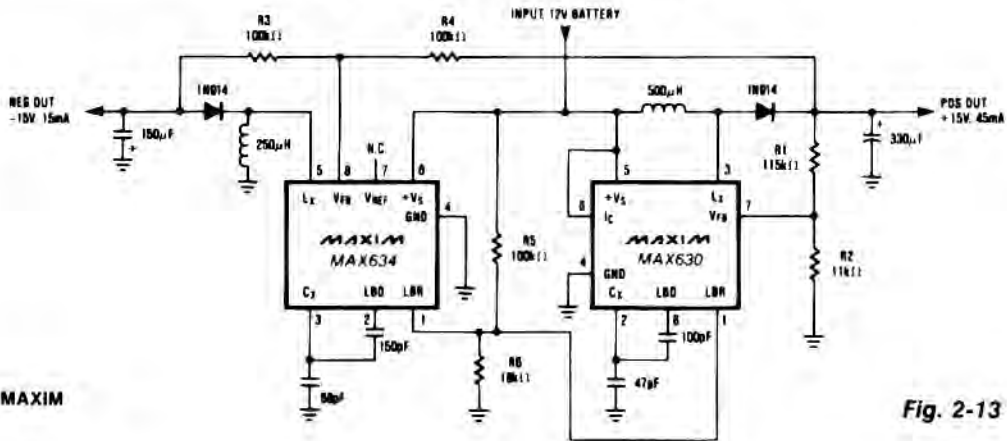 INPUT 12V BATTERY
R3
100kΩ
R4
100kΩ
NEG OUT
-15V, 15mA
1N914
150µF
+
250µH
N.C.
5 8 7 6
LX VFB VREF +VS
GND
4
MAXIM
MAX634
CX LBD LBR
3 2 1
150pF
R5
100kΩ
R6
18kΩ
500µH
1N914
POS OUT
+15V, 45mA
+
330µF
R1
115kΩ
R2
11kΩ
5 3
6
+VS LX
IC VFB
7
MAXIM
MAX630
4
GND
CX LBD LBR
2 8 1
100pF
47pF
MAXIM
Fig. 2-13